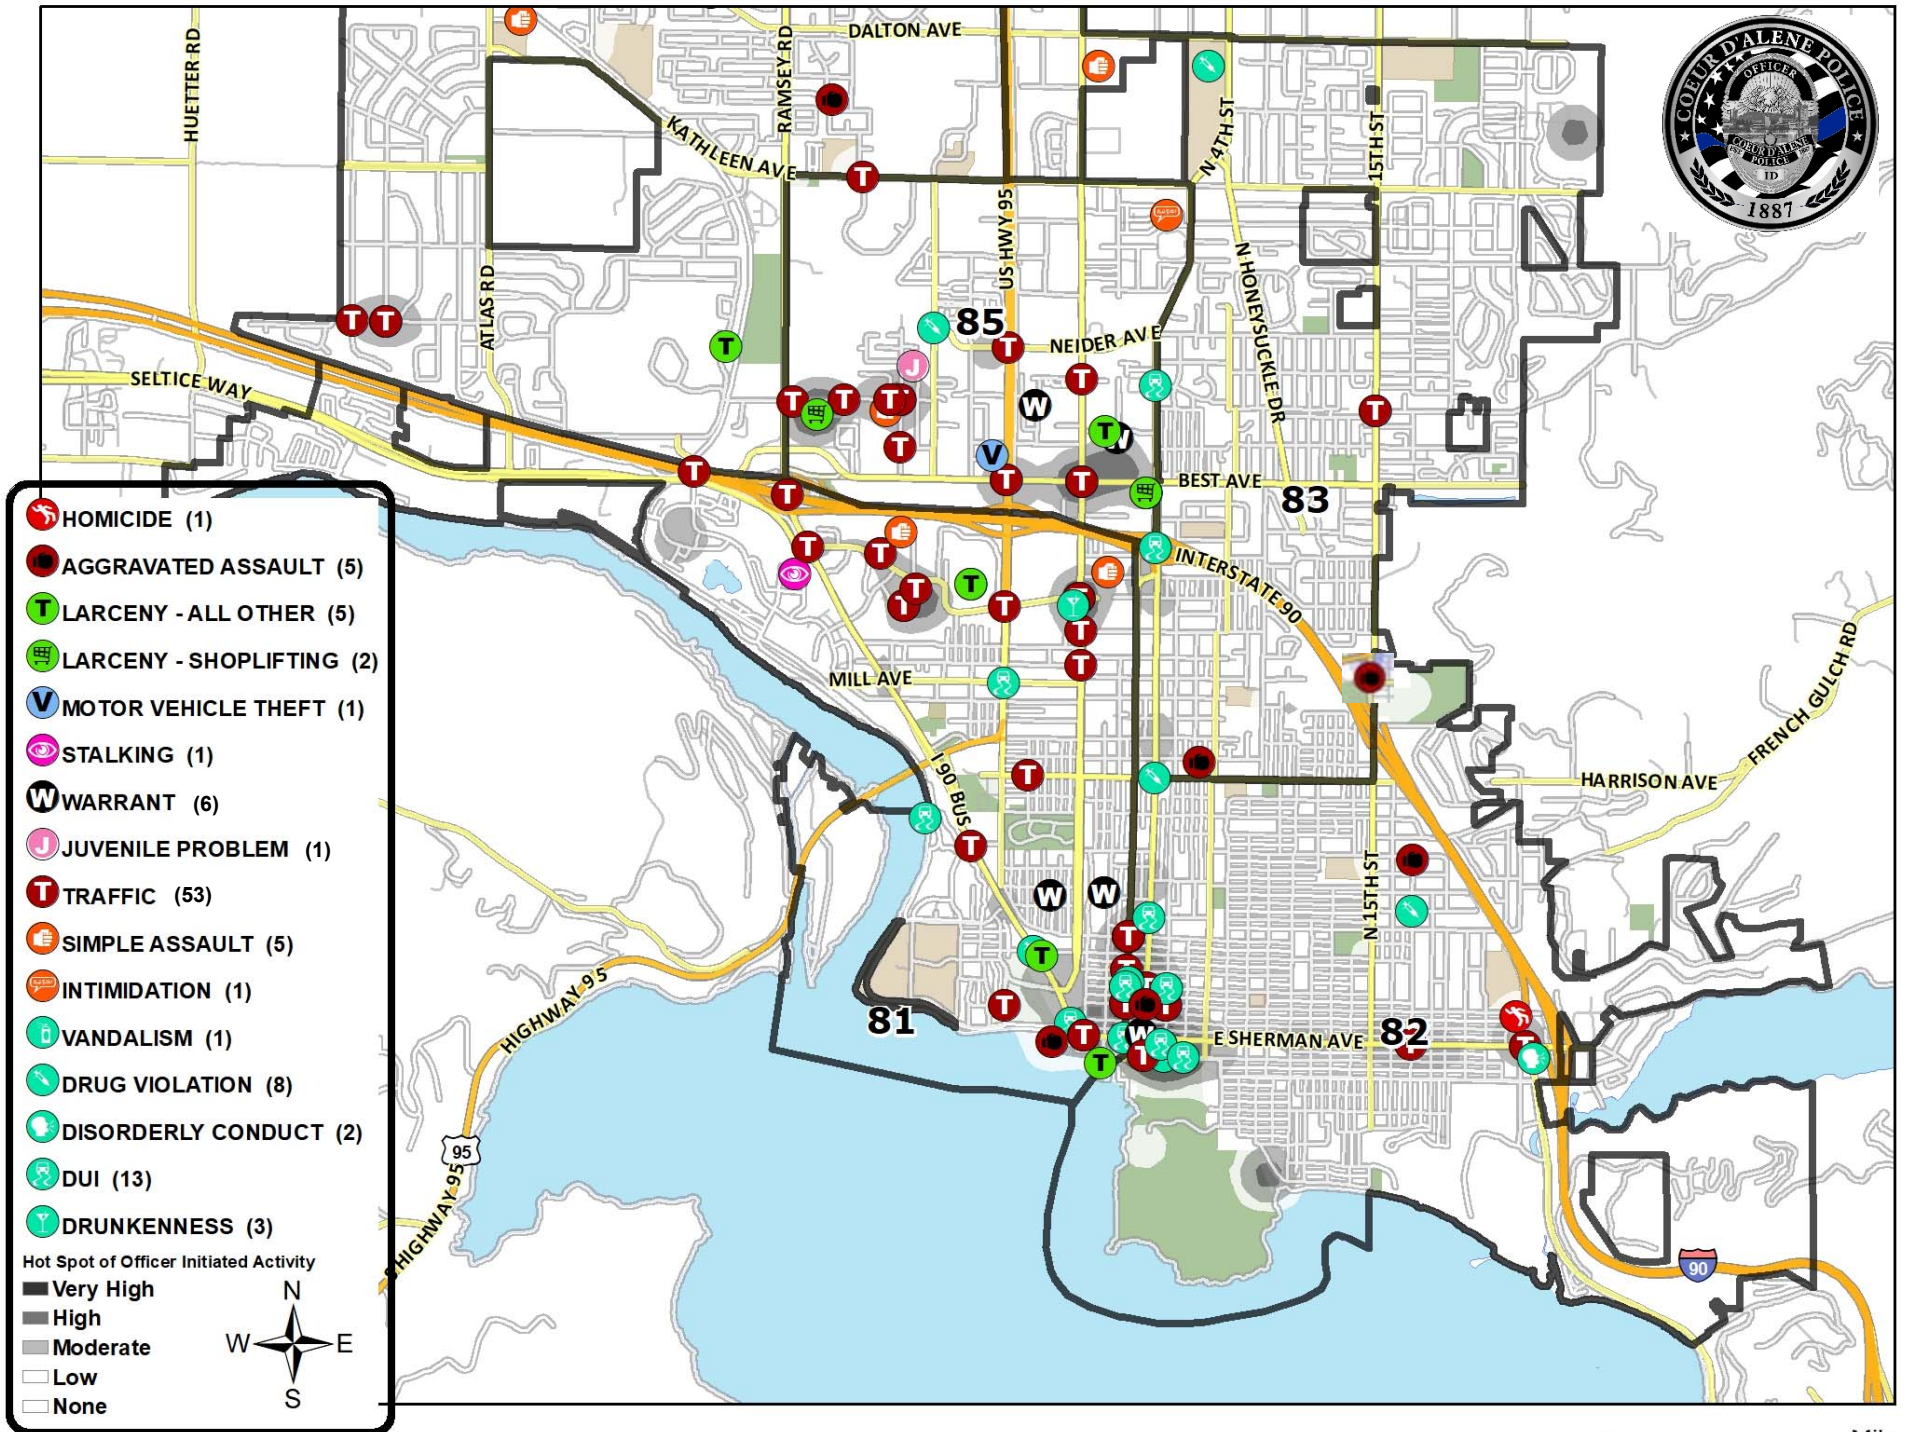 DALTON AVE
HUETTER RD
RAMSEY RD
KATHLEEN AVE
N 4TH ST
15TH ST
COEUR D'ALENE POLICE
OFFICER
COEUR D'ALENE
POLICE
ID
1887
US HWY 95
N HONEYSUCKLE DR
ATLAS RD
85
NEIDER AVE
SELTICE WAY
BEST AVE
83
INTERSTATE 90
MILL AVE
I 90 BUS
FRENCH GULCH RD
HARRISON AVE
N 15TH ST
HIGHWAY 95
81
E SHERMAN AVE
82
95
S HIGHWAY 95
90
HOMICIDE (1)
AGGRAVATED ASSAULT (5)
T LARCENY - ALL OTHER (5)
LARCENY - SHOPLIFTING (2)
V MOTOR VEHICLE THEFT (1)
STALKING (1)
W WARRANT (6)
J JUVENILE PROBLEM (1)
T TRAFFIC (53)
SIMPLE ASSAULT (5)
INTIMIDATION (1)
VANDALISM (1)
DRUG VIOLATION (8)
DISORDERLY CONDUCT (2)
DUI (13)
DRUNKENNESS (3)
Hot Spot of Officer Initiated Activity
Very High
High
Moderate
Low
None
N
W E
S